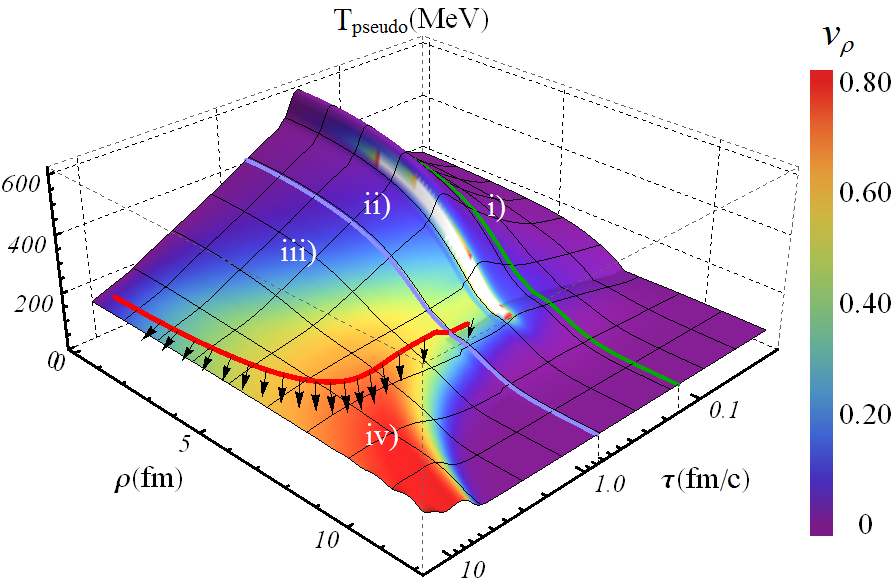 T_pseudo(MeV)
v_ρ
600
400
200
0
0
5
10
ρ(fm)
10
1.0
0.1
τ(fm/c)
i)
ii)
iii)
iv)
0.80
0.60
0.40
0.20
0